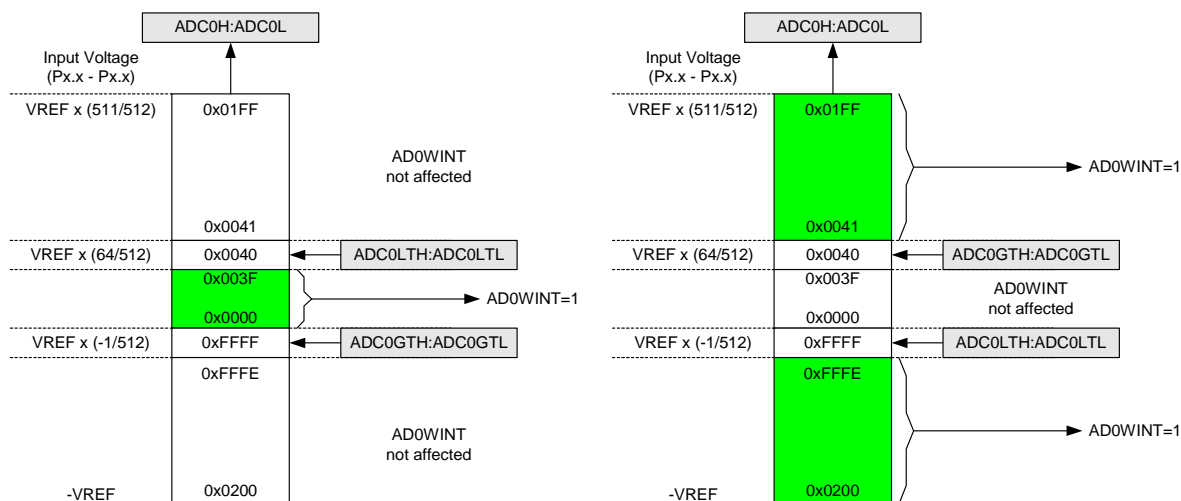 ADC0H:ADC0L
Input Voltage
(Px.x - Px.x)
VREF x (511/512)
0x01FF
AD0WINT
not affected
0x0041
VREF x (64/512)
0x0040
ADC0LTH:ADC0LTL
0x003F
AD0WINT=1
0x0000
VREF x (-1/512)
0xFFFF
ADC0GTH:ADC0GTL
0xFFFE
AD0WINT
not affected
-VREF
0x0200
ADC0H:ADC0L
Input Voltage
(Px.x - Px.x)
VREF x (511/512)
0x01FF
AD0WINT=1
0x0041
VREF x (64/512)
0x0040
ADC0GTH:ADC0GTL
0x003F
AD0WINT
not affected
0x0000
VREF x (-1/512)
0xFFFF
ADC0LTH:ADC0LTL
0xFFFE
AD0WINT=1
-VREF
0x0200